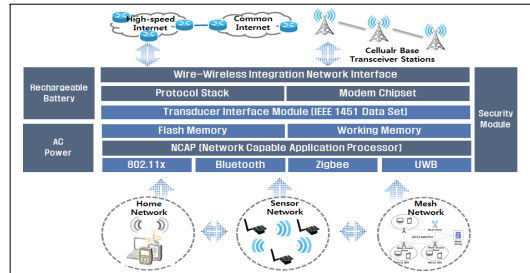 High-speed
Internet
Common
Internet
Cellualr Base
Transceiver Stations
Rechargeable
Battery
AC
Power
Wire-Wireless Integration Network Interface
Protocol Stack
Modem Chipset
Transducer Interface Module (IEEE 1451 Data Set)
Flash Memory
Working Memory
NCAP (Network Capable Application Processor)
802.11x
Bluetooth
Zigbee
UWB
Security
Module
Home
Network
Sensor
Network
Mesh
Network